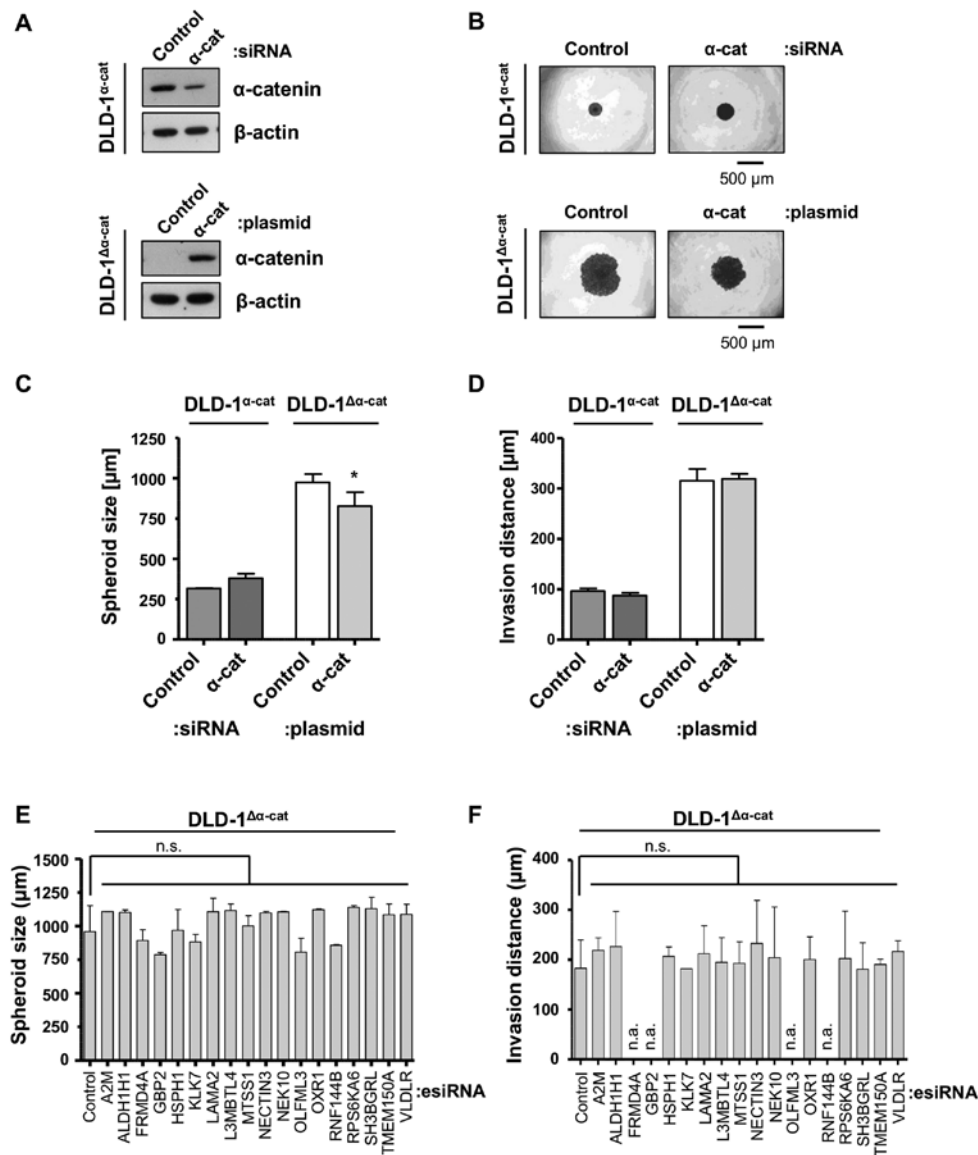 A
Control
α-cat
:siRNA
DLD-1α-cat
α-catenin
β-actin
Control
α-cat
:plasmid
DLD-1Δα-cat
α-catenin
β-actin
B
Control
α-cat
:siRNA
DLD-1α-cat
500 µm
Control
α-cat
:plasmid
DLD-1Δα-cat
500 µm
C
DLD-1α-cat
DLD-1Δα-cat
Spheroid size [µm]
1250
1000
750
500
250
0
*
Control
α-cat
Control
α-cat
:siRNA
:plasmid
D
DLD-1α-cat
DLD-1Δα-cat
Invasion distance [µm]
400
300
200
100
0
Control
α-cat
Control
α-cat
:siRNA
:plasmid
E
DLD-1Δα-cat
n.s.
Spheroid size (µm)
1500
1250
1000
750
500
250
0
Control
A2M
ALDH1H1
FRMD4A
GBP2
HSPH1
KLK7
LAMA2
L3MBTL4
MTSS1
NECTIN3
NEK10
OLFML3
OXR1
RNF144B
RPS6KA6
SH3BGRL
TMEM150A
VLDLR
:esiRNA
F
DLD-1Δα-cat
n.s.
Invasion distance (µm)
400
300
200
100
0
n.a.
n.a.
n.a.
n.a.
Control
A2M
ALDH1H1
FRMD4A
GBP2
HSPH1
KLK7
LAMA2
L3MBTL4
MTSS1
NECTIN3
NEK10
OLFML3
OXR1
RNF144B
RPS6KA6
SH3BGRL
TMEM150A
VLDLR
:esiRNA